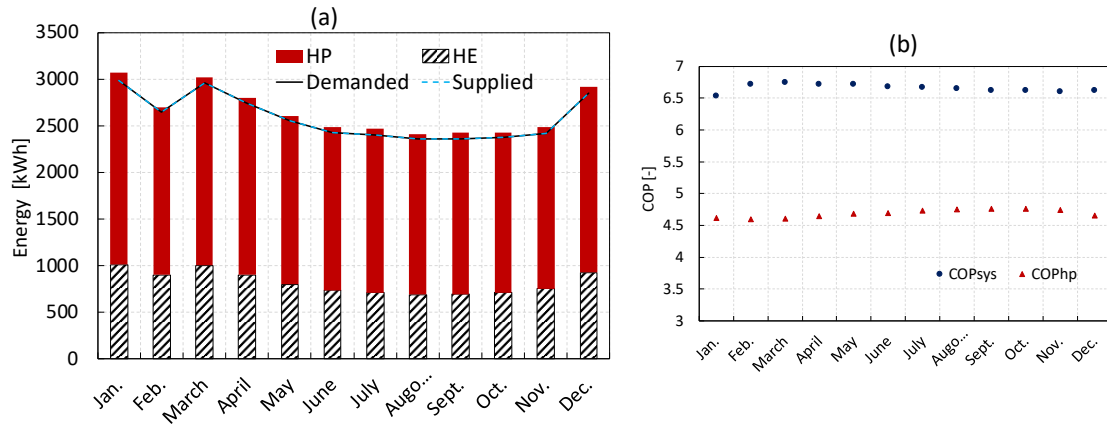 (a)
Energy [kWh]
3500
3000
2500
2000
1500
1000
500
0
HP
HE
Demanded
Supplied
Jan.
Feb.
March
April
May
June
July
Augo...
Sept.
Oct.
Nov.
Dec.
(b)
COP [-]
7
6.5
6
5.5
5
4.5
4
3.5
3
COPsys
COPhp
Jan.
Feb.
March
April
May
June
July
Augo...
Sept.
Oct.
Nov.
Dec.